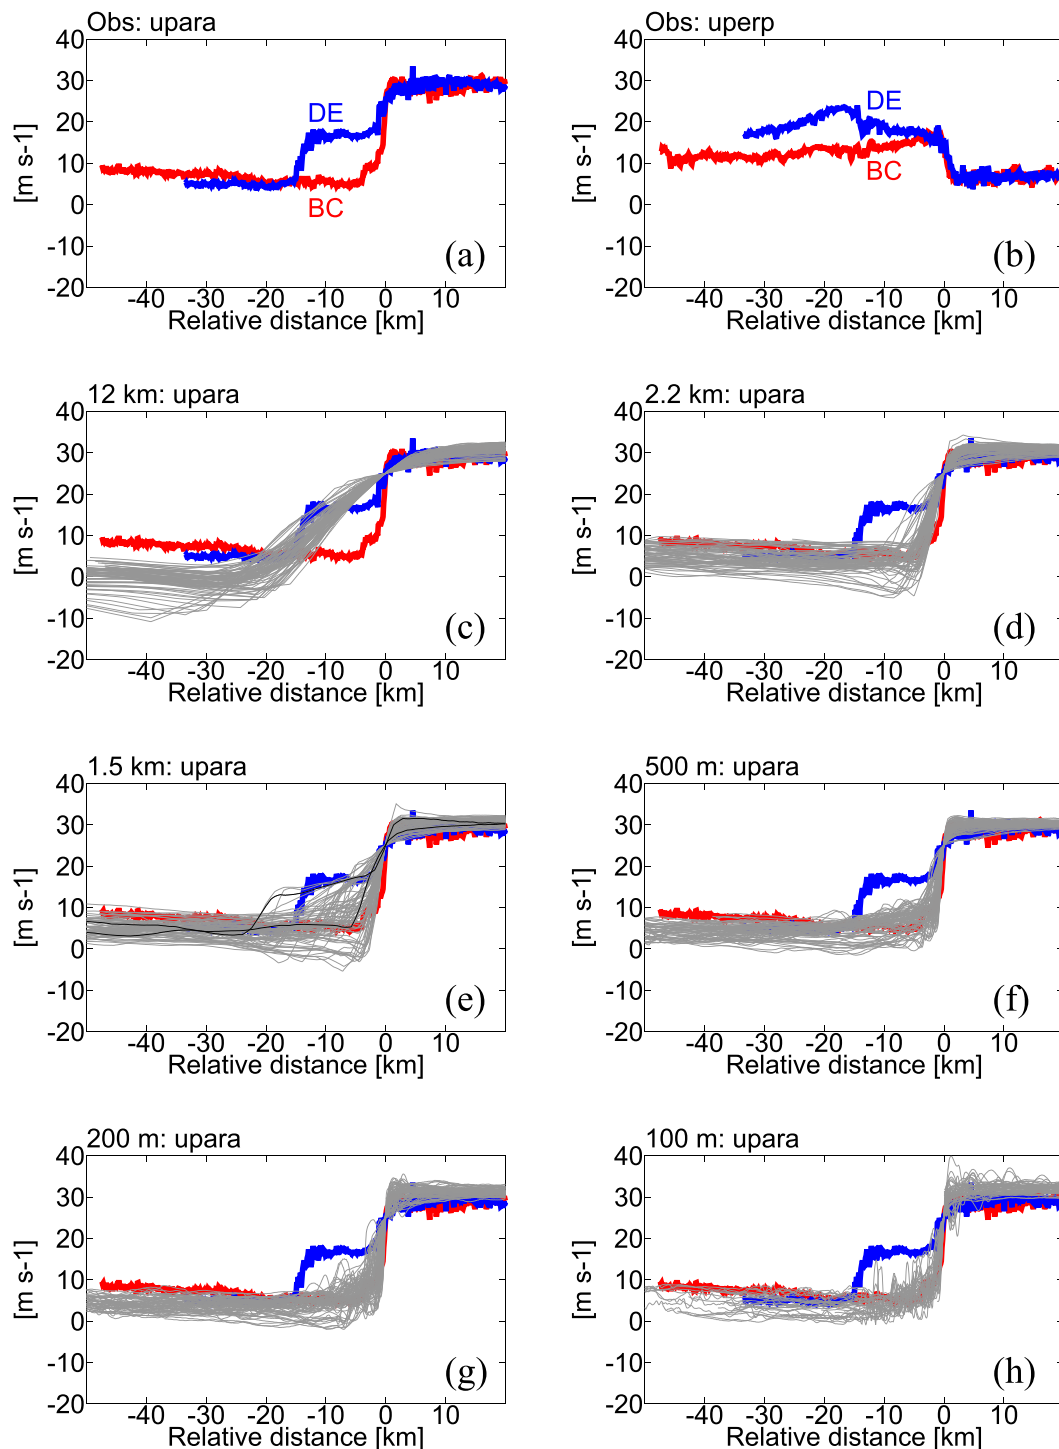 Obs: upara
40
30
20
10
0
-10
-20
[m s-1]
DE
BC
(a)
-40 -30 -20 -10 0 10
Relative distance [km]
Obs: uperp
40
30
20
10
0
-10
-20
[m s-1]
DE
BC
(b)
-40 -30 -20 -10 0 10
Relative distance [km]
12 km: upara
40
30
20
10
0
-10
-20
[m s-1]
(c)
-40 -30 -20 -10 0 10
Relative distance [km]
2.2 km: upara
40
30
20
10
0
-10
-20
[m s-1]
(d)
-40 -30 -20 -10 0 10
Relative distance [km]
1.5 km: upara
40
30
20
10
0
-10
-20
[m s-1]
(e)
-40 -30 -20 -10 0 10
Relative distance [km]
500 m: upara
40
30
20
10
0
-10
-20
[m s-1]
(f)
-40 -30 -20 -10 0 10
Relative distance [km]
200 m: upara
40
30
20
10
0
-10
-20
[m s-1]
(g)
-40 -30 -20 -10 0 10
Relative distance [km]
100 m: upara
40
30
20
10
0
-10
-20
[m s-1]
(h)
-40 -30 -20 -10 0 10
Relative distance [km]